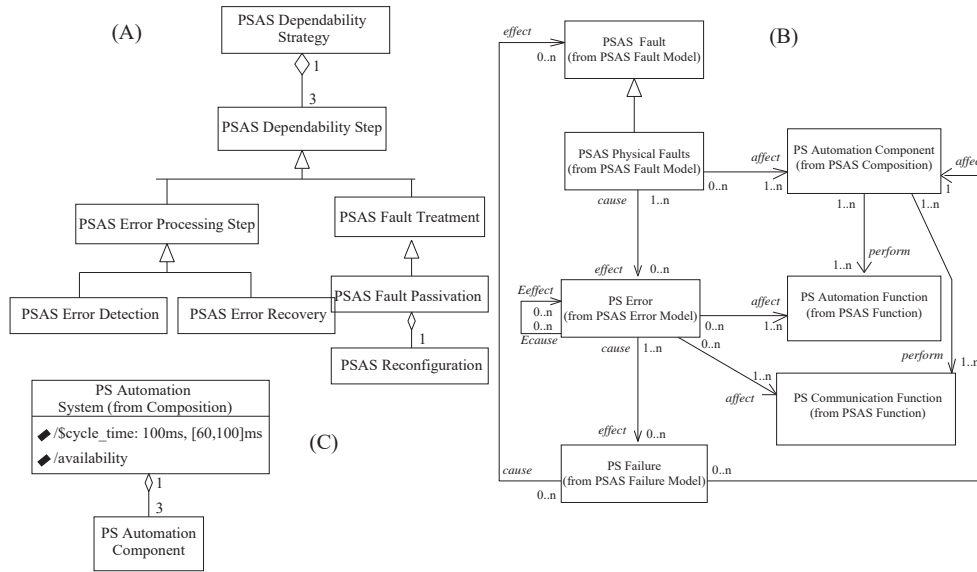 (A)
PSAS Dependability
Strategy
1
3
PSAS Dependability Step
PSAS Error Processing Step
PSAS Fault Treatment
PSAS Error Detection
PSAS Error Recovery
PSAS Fault Passivation
1
PSAS Reconfiguration
PS Automation
System (from Composition)
/$cycle_time: 100ms, [60,100]ms
/availability
(C)
1
3
PS Automation
Component
(B)
effect
0..n
PSAS Fault
(from PSAS Fault Model)
PSAS Physical Faults
(from PSAS Fault Model)
affect
0..n
1..n
PS Automation Component
(from PSAS Composition)
affect
1
cause
1..n
1..n
1..n
perform
1..n
effect
0..n
Eeffect
0..n
0..n
Ecause
PS Error
(from PSAS Error Model)
affect
0..n
1..n
PS Automation Function
(from PSAS Function)
cause
1..n
0..n
perform
1..n
1..n
affect
PS Communication Function
(from PSAS Function)
effect
0..n
cause
0..n
PS Failure
(from PSAS Failure Model)
0..n